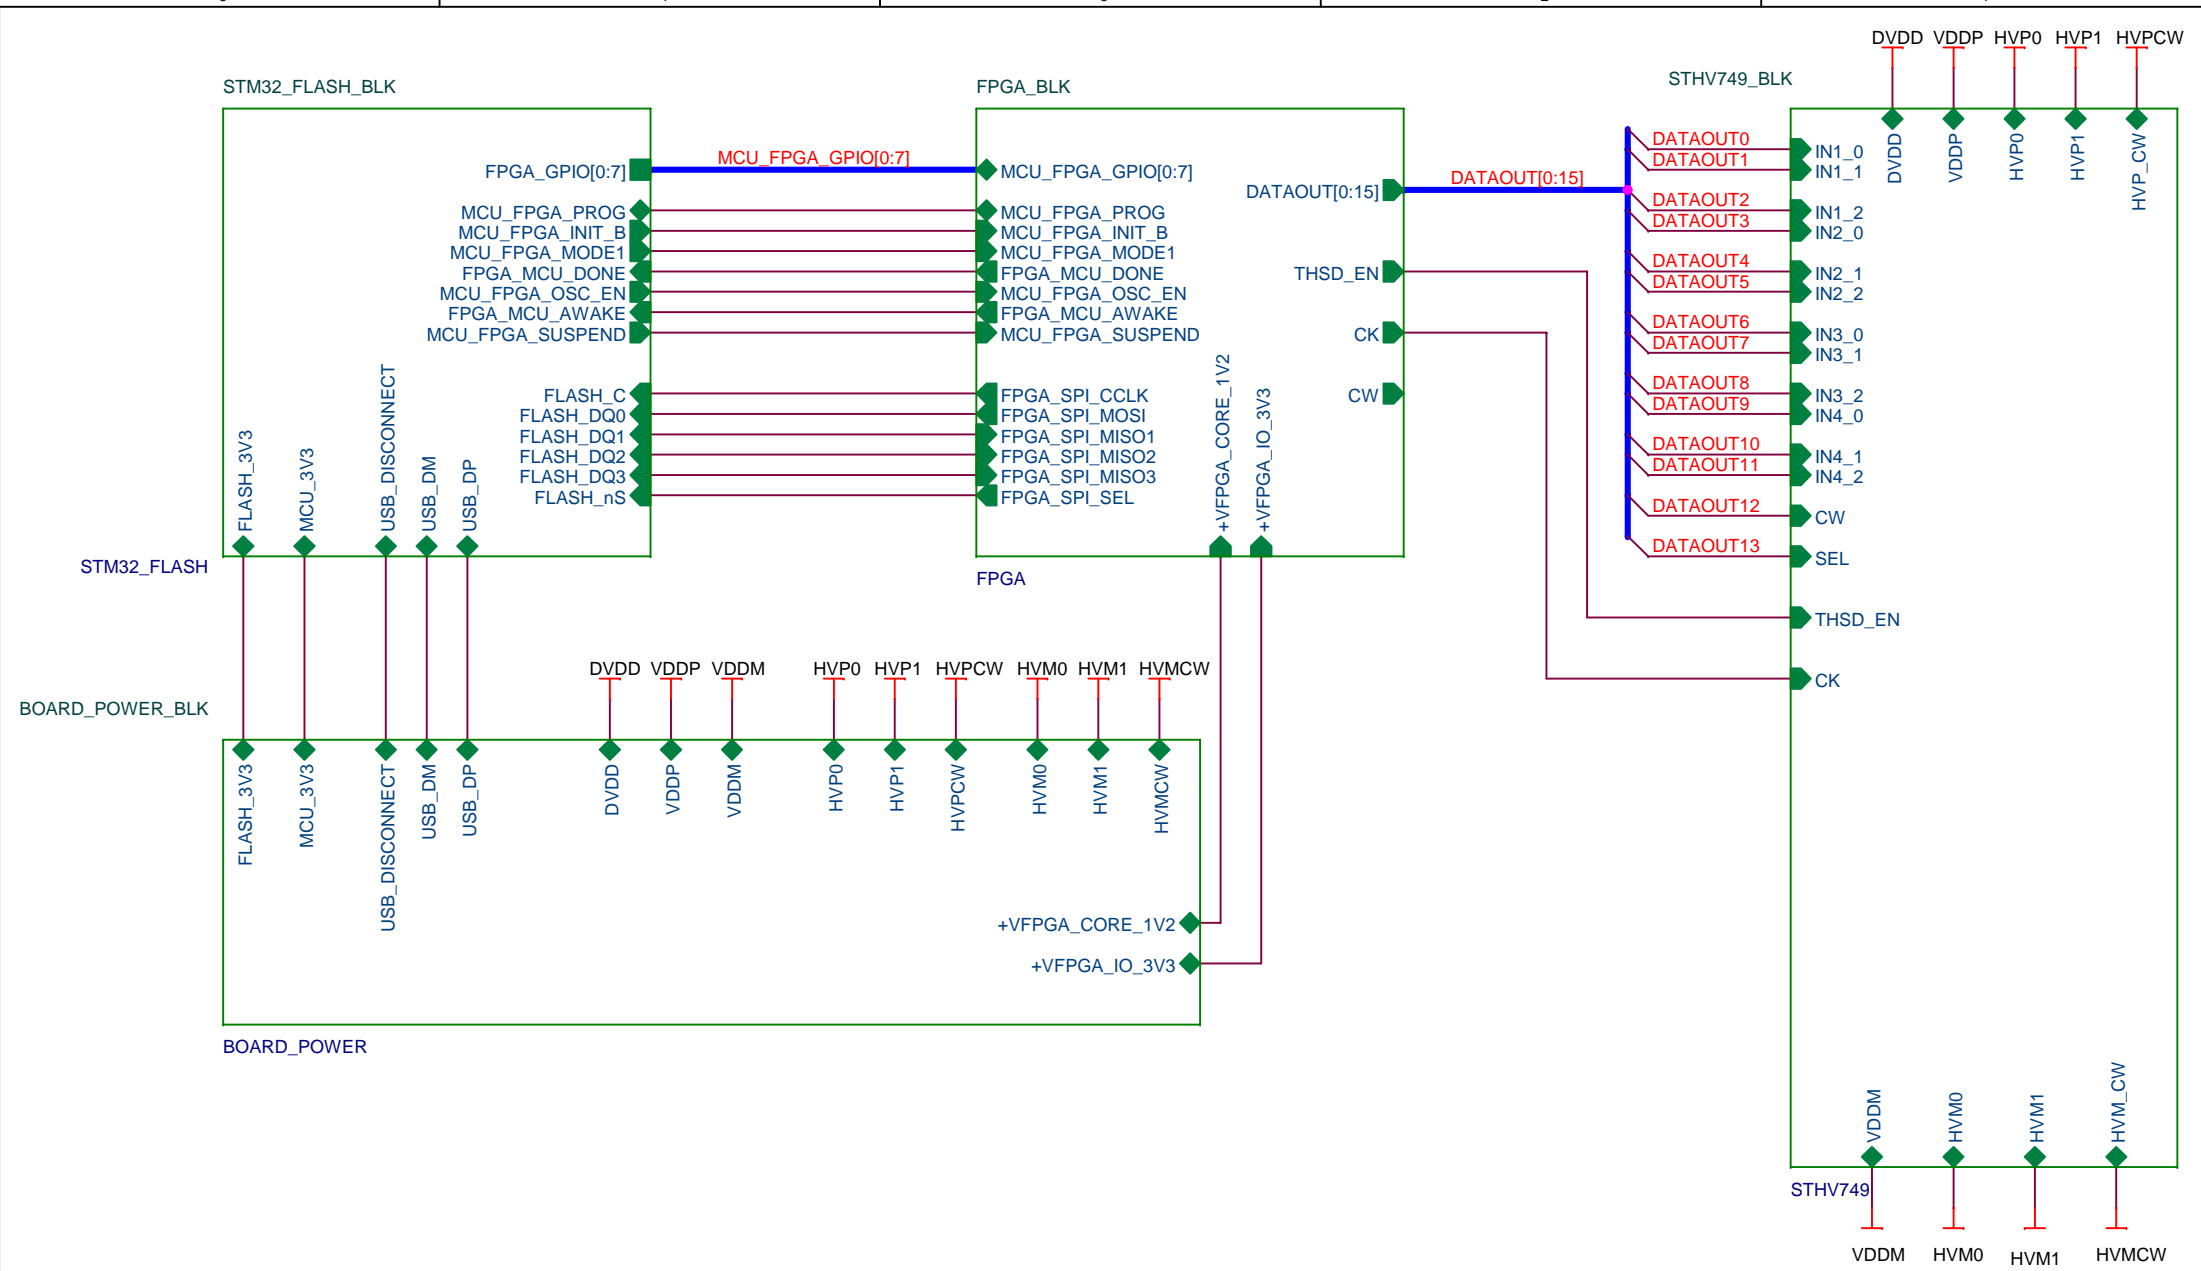 STM32_FLASH_BLK
FPGA_GPIO[0:7]
MCU_FPGA_PROG
MCU_FPGA_INIT_B
MCU_FPGA_MODE1
FPGA_MCU_DONE
MCU_FPGA_OSC_EN
FPGA_MCU_AWAKE
MCU_FPGA_SUSPEND
FLASH_C
FLASH_DQ0
FLASH_DQ1
FLASH_DQ2
FLASH_DQ3
FLASH_nS
FLASH_3V3
MCU_3V3
USB_DISCONNECT
USB_DM
USB_DP
STM32_FLASH
MCU_FPGA_GPIO[0:7]
FPGA_BLK
MCU_FPGA_GPIO[0:7]
MCU_FPGA_PROG
MCU_FPGA_INIT_B
MCU_FPGA_MODE1
FPGA_MCU_DONE
MCU_FPGA_OSC_EN
FPGA_MCU_AWAKE
MCU_FPGA_SUSPEND
FPGA_SPI_CCLK
FPGA_SPI_MOSI
FPGA_SPI_MISO1
FPGA_SPI_MISO2
FPGA_SPI_MISO3
FPGA_SPI_SEL
DATAOUT[0:15]
THSD_EN
CK
CW
+VFPGA_CORE_1V2
+VFPGA_IO_3V3
FPGA
DATAOUT[0:15]
DATAOUT0
DATAOUT1
DATAOUT2
DATAOUT3
DATAOUT4
DATAOUT5
DATAOUT6
DATAOUT7
DATAOUT8
DATAOUT9
DATAOUT10
DATAOUT11
DATAOUT12
DATAOUT13
STHV749_BLK
DVDD
VDDP
HVP0
HVP1
HVPCW
DVDD
VDDP
HVP0
HVP1
HVP_CW
IN1_0
IN1_1
IN1_2
IN2_0
IN2_1
IN2_2
IN3_0
IN3_1
IN3_2
IN4_0
IN4_1
IN4_2
CW
SEL
THSD_EN
CK
VDDM
HVM0
HVM1
HVM_CW
STHV749
VDDM
HVM0
HVM1
HVMCW
BOARD_POWER_BLK
DVDD
VDDP
VDDM
HVP0
HVP1
HVPCW
HVM0
HVM1
HVMCW
FLASH_3V3
MCU_3V3
USB_DISCONNECT
USB_DM
USB_DP
DVDD
VDDP
VDDM
HVP0
HVP1
HVPCW
HVM0
HVM1
HVMCW
+VFPGA_CORE_1V2
+VFPGA_IO_3V3
BOARD_POWER